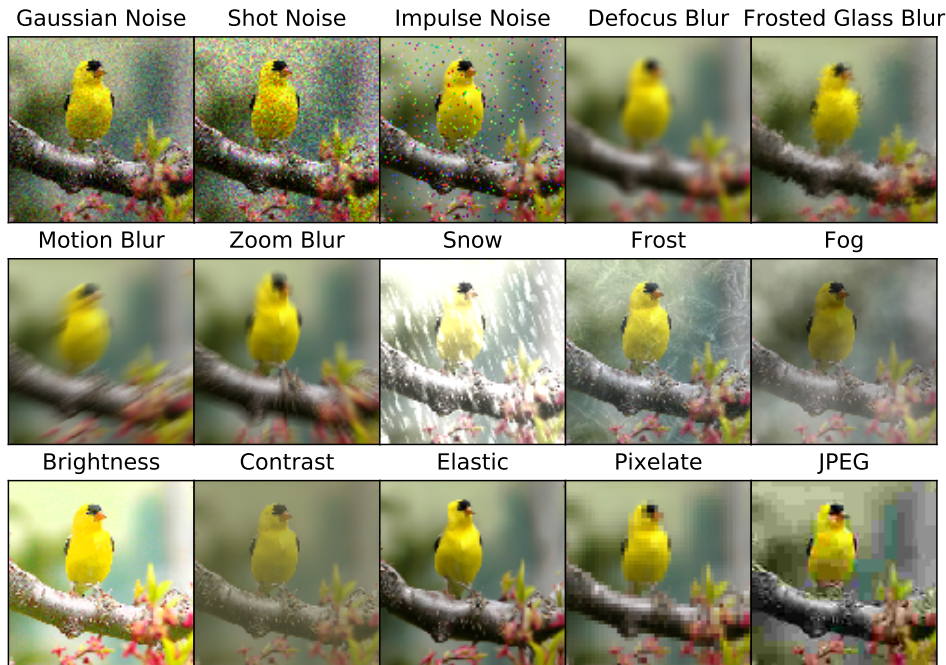 Gaussian Noise Shot Noise Impulse Noise Defocus Blur Frosted Glass Blur
Motion Blur Zoom Blur Snow Frost Fog
Brightness Contrast Elastic Pixelate JPEG